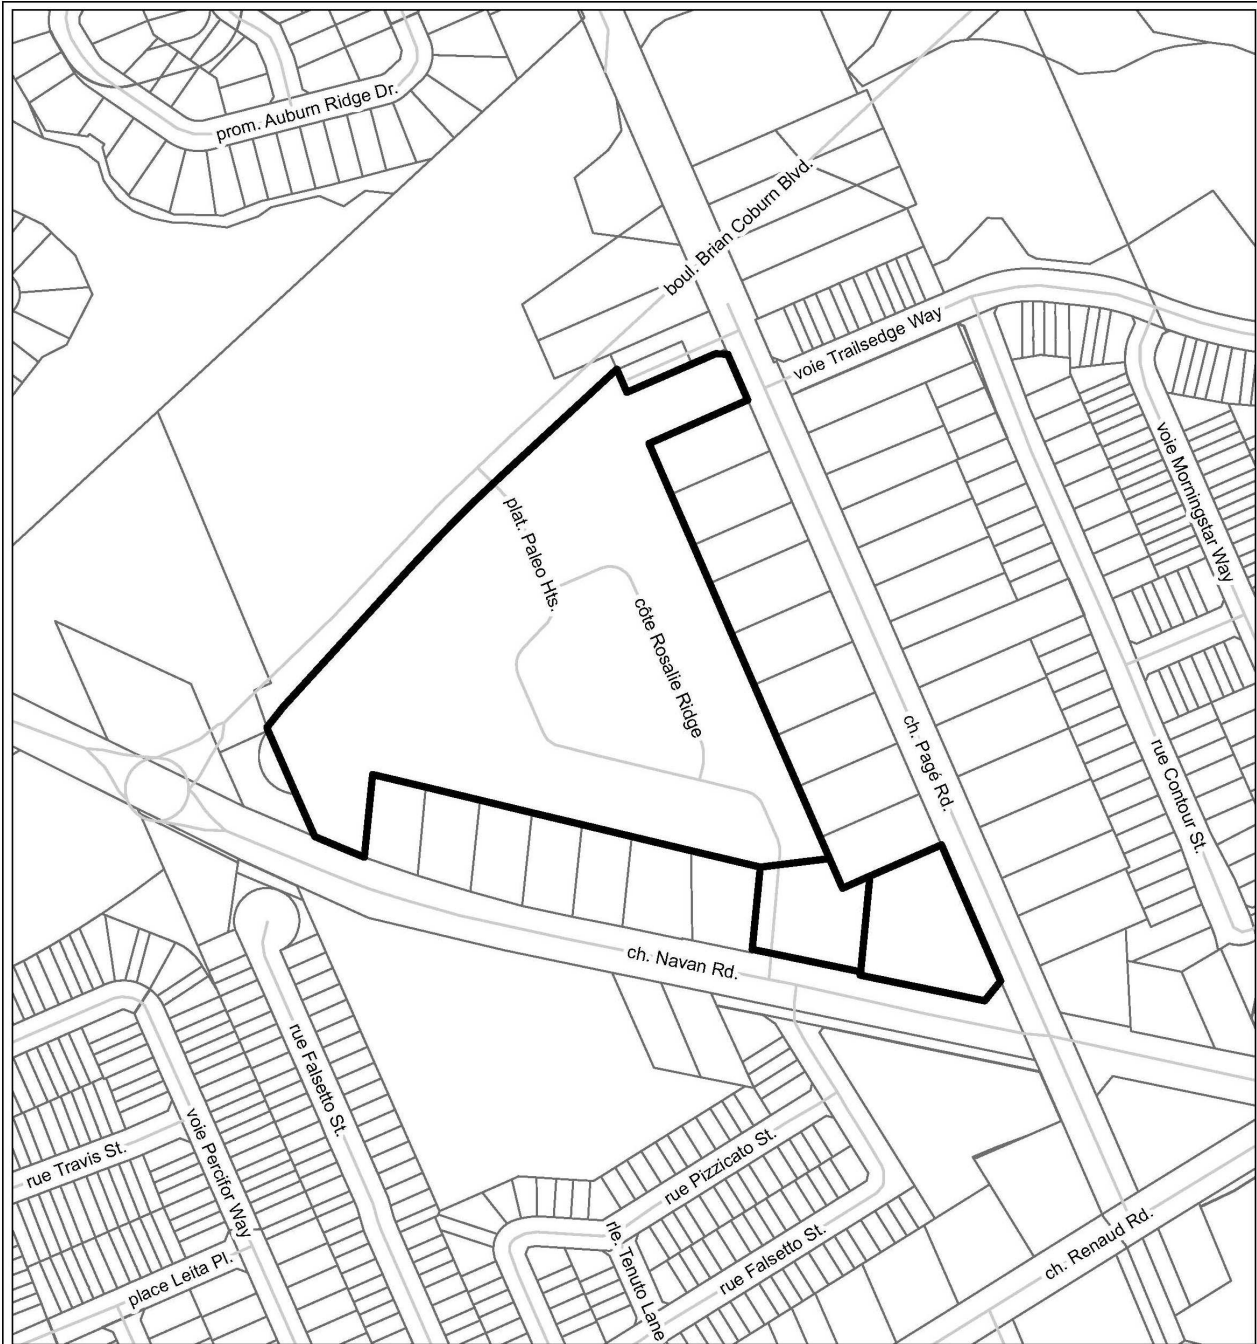 prom. Auburn Ridge Dr.
boul. Brian Coburn Blvd.
voie Trailsedge Way
voie Morningstar Way
plat. Paleo Hts.
côte Rosalie Ridge
ch. Pagé Rd.
rue Contour St.
ch. Navan Rd.
rue Falsetto St.
voie Percifor Way
rue Travis St.
rue Pizzicato St.
rle. Tenuto Lane
rue Falsetto St.
ch. Renaud Rd.
place Leita Pl.